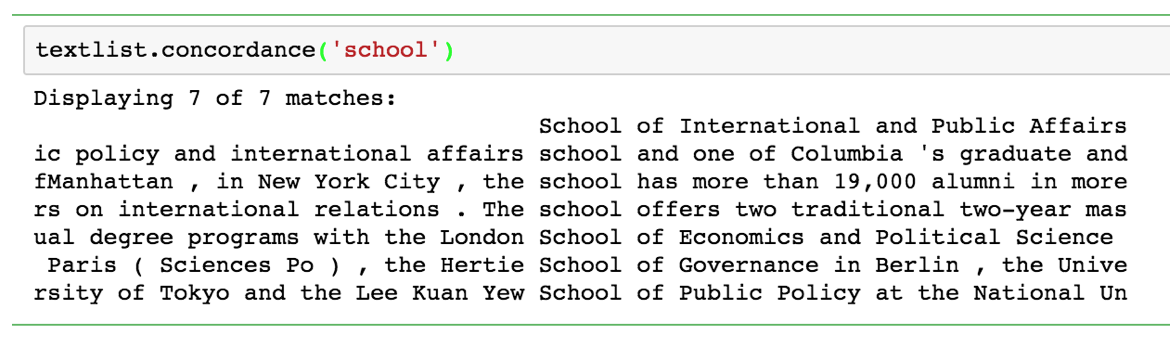 textlist.concordance('school')
Displaying 7 of 7 matches:
School of International and Public Affairs
ic policy and international affairs school and one of Columbia 's graduate and
fManhattan , in New York City , the school has more than 19,000 alumni in more
rs on international relations . The school offers two traditional two-year mas
ual degree programs with the London School of Economics and Political Science
Paris ( Sciences Po ) , the Hertie School of Governance in Berlin , the Unive
rsity of Tokyo and the Lee Kuan Yew School of Public Policy at the National Un